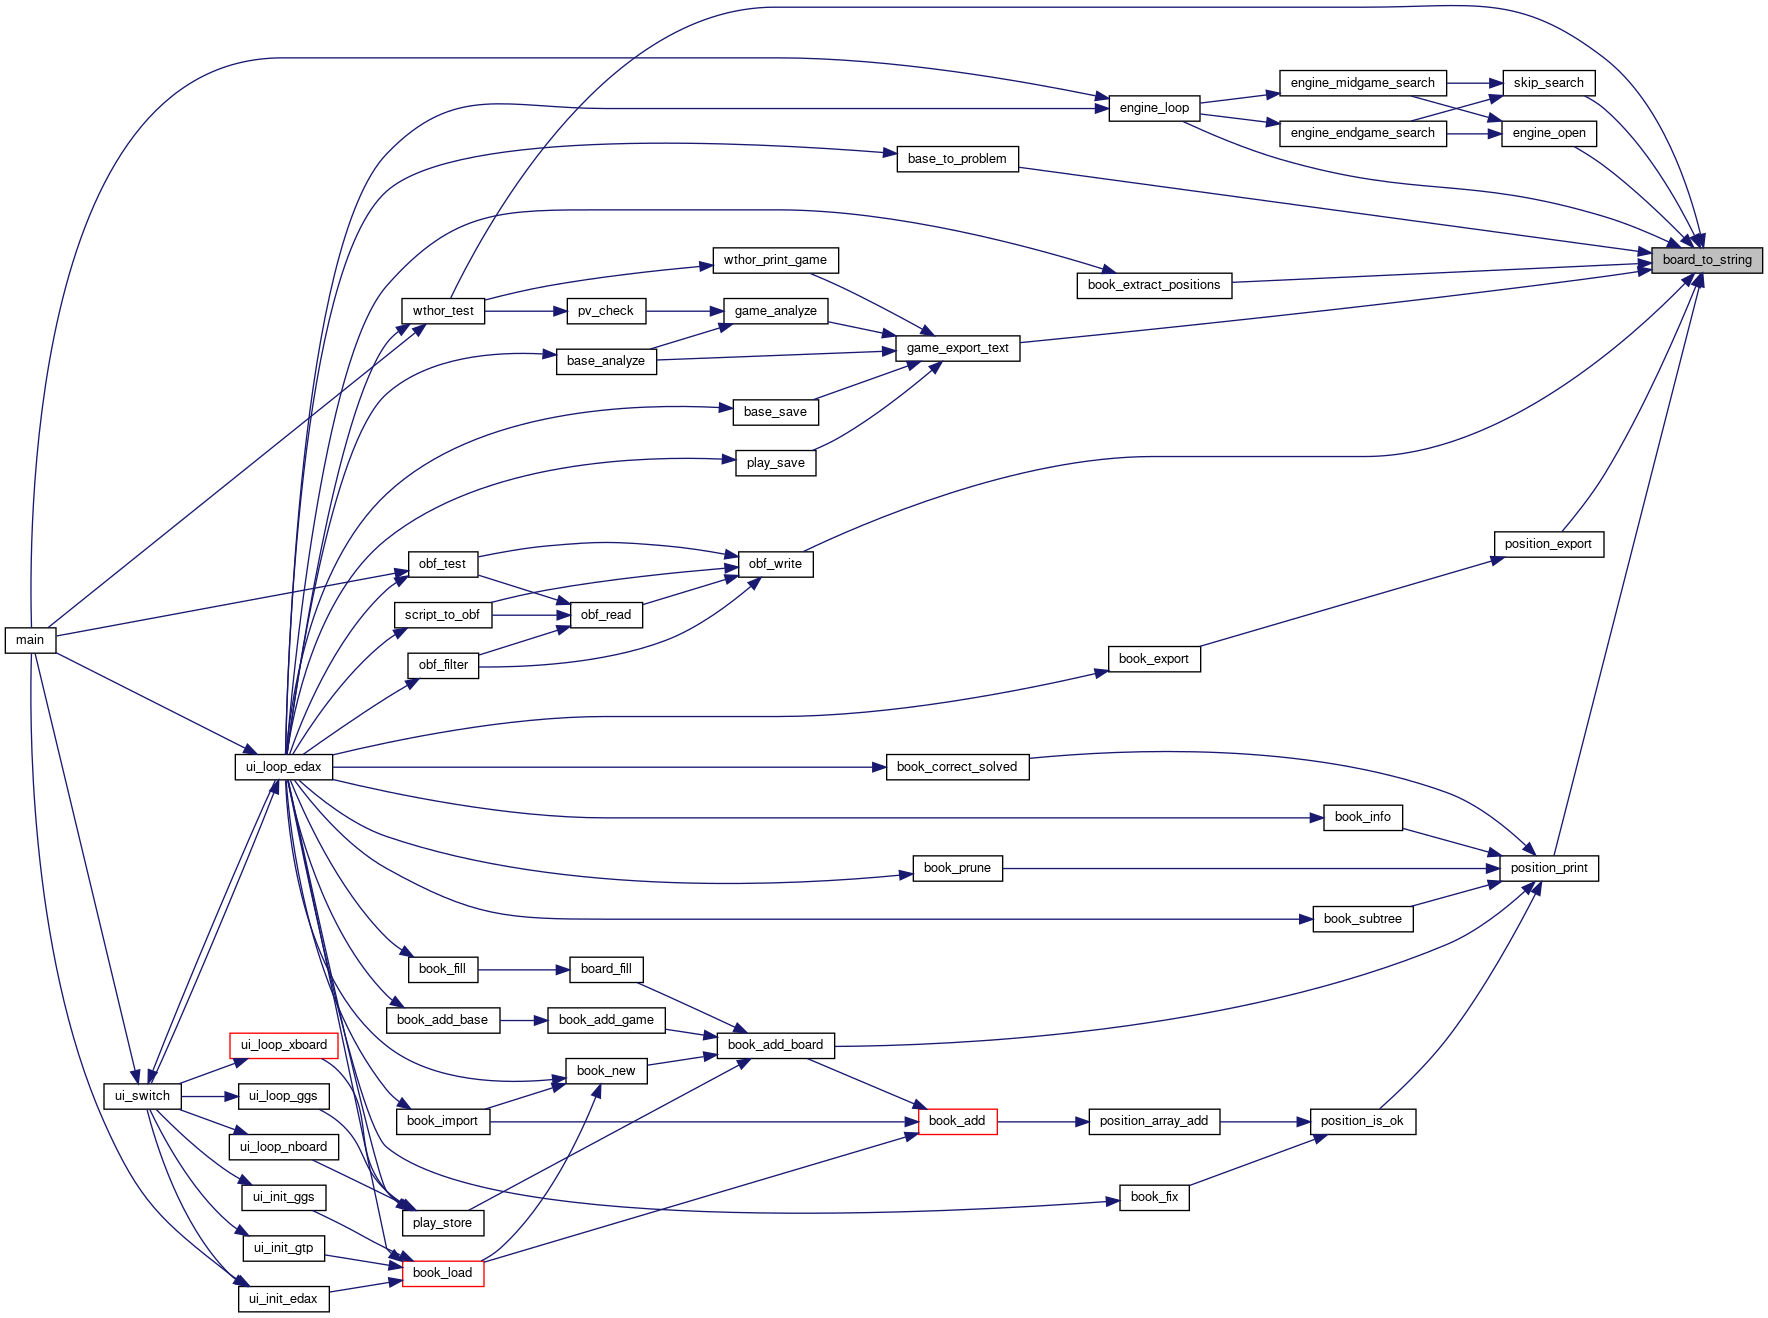 engine_midgame_search
skip_search
engine_loop
engine_endgame_search
engine_open
base_to_problem
wthor_print_game
board_to_string
book_extract_positions
wthor_test
pv_check
game_analyze
game_export_text
base_analyze
base_save
play_save
position_export
obf_test
obf_write
script_to_obf
obf_read
main
obf_filter
book_export
ui_loop_edax
book_correct_solved
book_info
book_prune
position_print
book_subtree
book_fill
board_fill
book_add_base
book_add_game
ui_loop_xboard
book_add_board
book_new
ui_switch
ui_loop_ggs
book_import
book_add
position_array_add
position_is_ok
ui_loop_nboard
ui_init_ggs
book_fix
play_store
ui_init_gtp
book_load
ui_init_edax